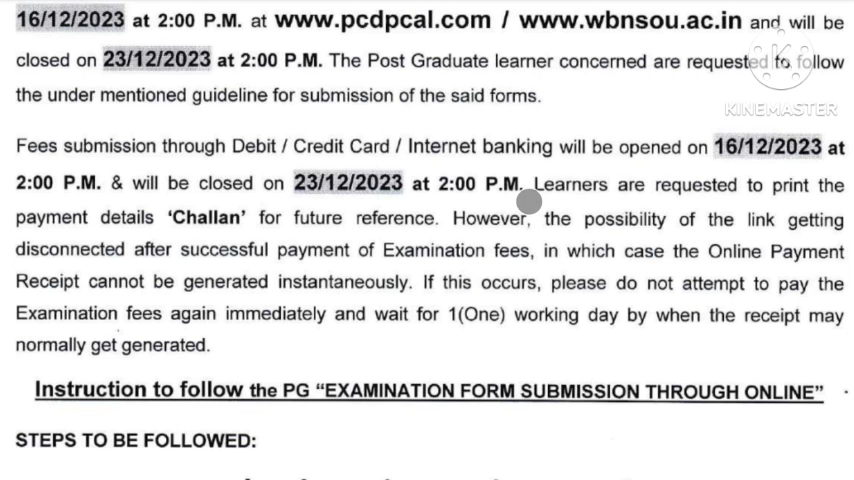 16/12/2023 at 2:00 P.M. at www.pcdpcal.com / www.wbnsou.ac.in and will be
closed on 23/12/2023 at 2:00 P.M. The Post Graduate learner concerned are requested to follow
the under mentioned guideline for submission of the said forms.
KINEMASTER
Fees submission through Debit / Credit Card / Internet banking will be opened on 16/12/2023 at
2:00 P.M. & will be closed on 23/12/2023 at 2:00 P.M. Learners are requested to print the
payment details ‘Challan’ for future reference. However, the possibility of the link getting
disconnected after successful payment of Examination fees, in which case the Online Payment
Receipt cannot be generated instantaneously. If this occurs, please do not attempt to pay the
Examination fees again immediately and wait for 1(One) working day by when the receipt may
normally get generated.
Instruction to follow the PG “EXAMINATION FORM SUBMISSION THROUGH ONLINE”
STEPS TO BE FOLLOWED: